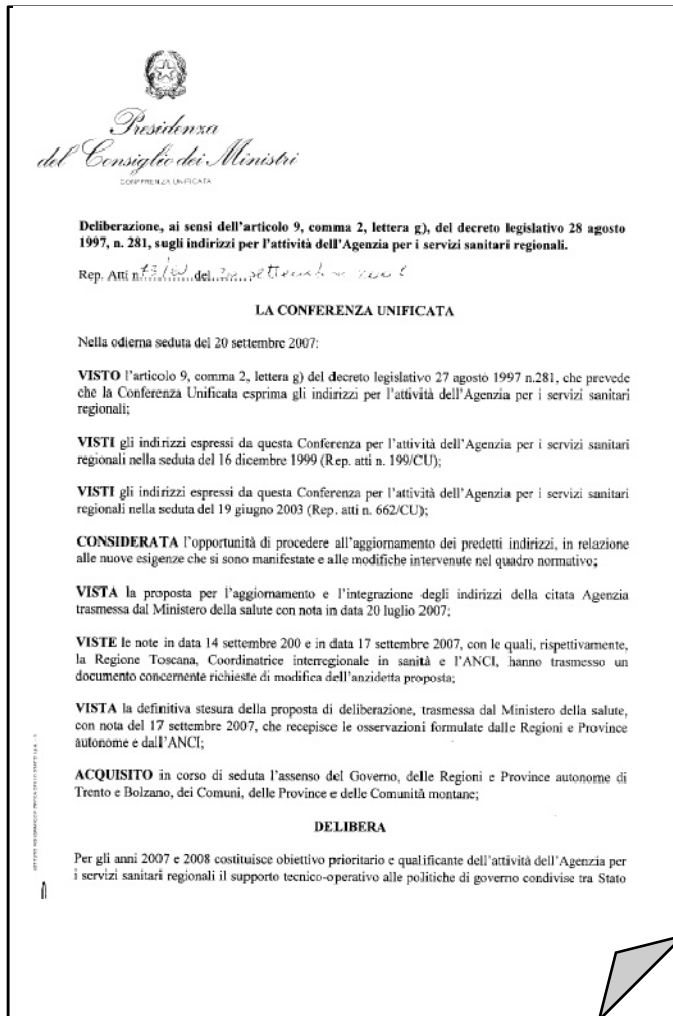 Presidenza
del Consiglio dei Ministri
CONFERENZA UNIFICATA
Deliberazione, ai sensi dell'articolo 9, comma 2, lettera g), del decreto legislativo 28 agosto
1997, n. 281, sugli indirizzi per l'attività dell'Agenzia per i servizi sanitari regionali.
Rep. Atti n. del
LA CONFERENZA UNIFICATA
Nella odierna seduta del 20 settembre 2007:
VISTO l'articolo 9, comma 2, lettera g) del decreto legislativo 27 agosto 1997 n.281, che prevede
che la Conferenza Unificata esprima gli indirizzi per l'attività dell'Agenzia per i servizi sanitari
regionali;
VISTI gli indirizzi espressi da questa Conferenza per l'attività dell'Agenzia per i servizi sanitari
regionali nella seduta del 16 dicembre 1999 (Rep. atti n. 199/CU);
VISTI gli indirizzi espressi da questa Conferenza per l'attività dell'Agenzia per i servizi sanitari
regionali nella seduta del 19 giugno 2003 (Rep. atti n. 662/CU);
CONSIDERATA l'opportunità di procedere all'aggiornamento dei predetti indirizzi, in relazione
alle nuove esigenze che si sono manifestate e alle modifiche intervenute nel quadro normativo;
VISTA la proposta per l'aggiornamento e l'integrazione degli indirizzi della citata Agenzia
trasmessa dal Ministero della salute con nota in data 20 luglio 2007;
VISTE le note in data 14 settembre 200 e in data 17 settembre 2007, con le quali, rispettivamente,
la Regione Toscana, Coordinatrice interregionale in sanità e l'ANCI, hanno trasmesso un
documento concernente richieste di modifica dell'anzidetta proposta;
VISTA la definitiva stesura della proposta di deliberazione, trasmessa dal Ministero della salute,
con nota del 17 settembre 2007, che recepisce le osservazioni formulate dalle Regioni e Province
autonome e dall'ANCI;
ACQUISITO in corso di seduta l'assenso del Governo, delle Regioni e Province autonome di
Trento e Bolzano, dei Comuni, delle Province e delle Comunità montane;
DELIBERA
Per gli anni 2007 e 2008 costituisce obiettivo prioritario e qualificante dell'attività dell'Agenzia per
i servizi sanitari regionali il supporto tecnico-operativo alle politiche di governo condivise tra Stato